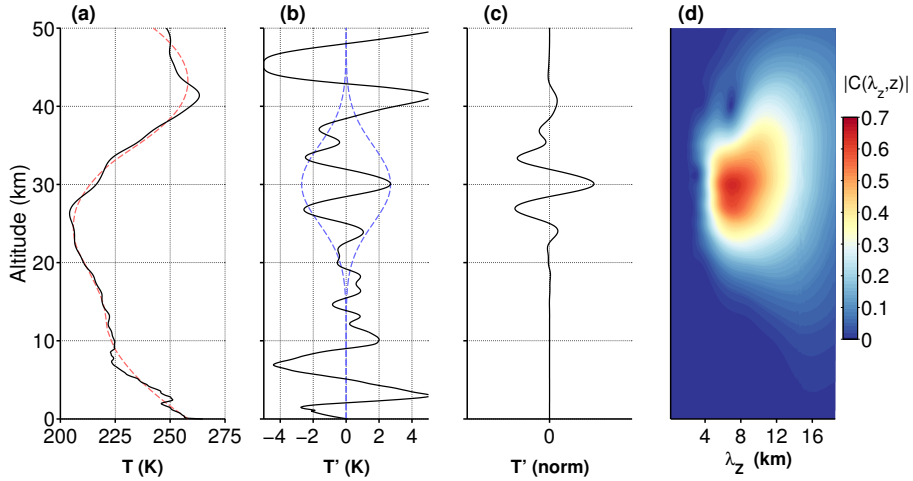 (a) (b) (c) (d)
50
40
30
20
10
0
Altitude (km)
200 225 250 275
T (K)
−4 −2 0 2 4
T' (K)
0
T' (norm)
4 8 12 16
λZ (km)
|C(λz,z)|
0.7
0.6
0.5
0.4
0.3
0.2
0.1
0